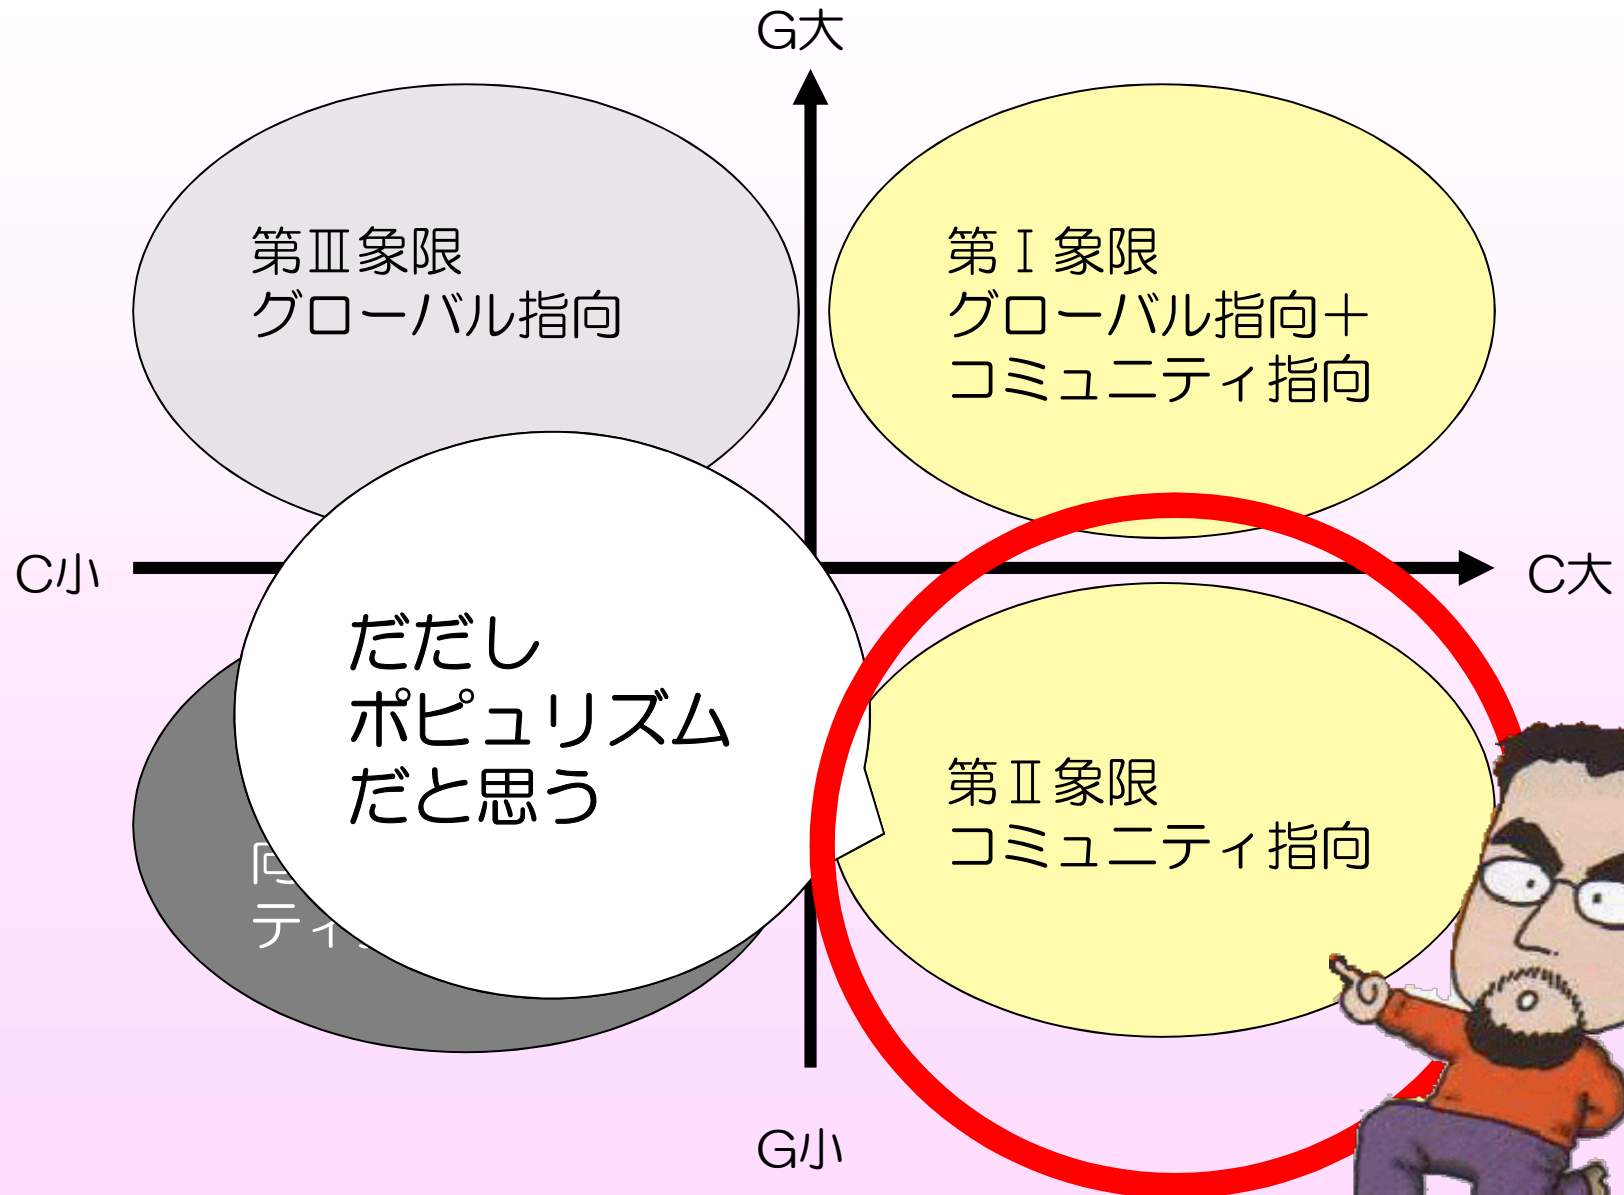 G大
第Ⅲ象限
グローバル指向
第Ⅰ象限
グローバル指向＋
コミュニティ指向
C小
C大
だだし
ポピュリズム
だと思う
第Ⅱ象限
コミュニティ指向
ティ
G小